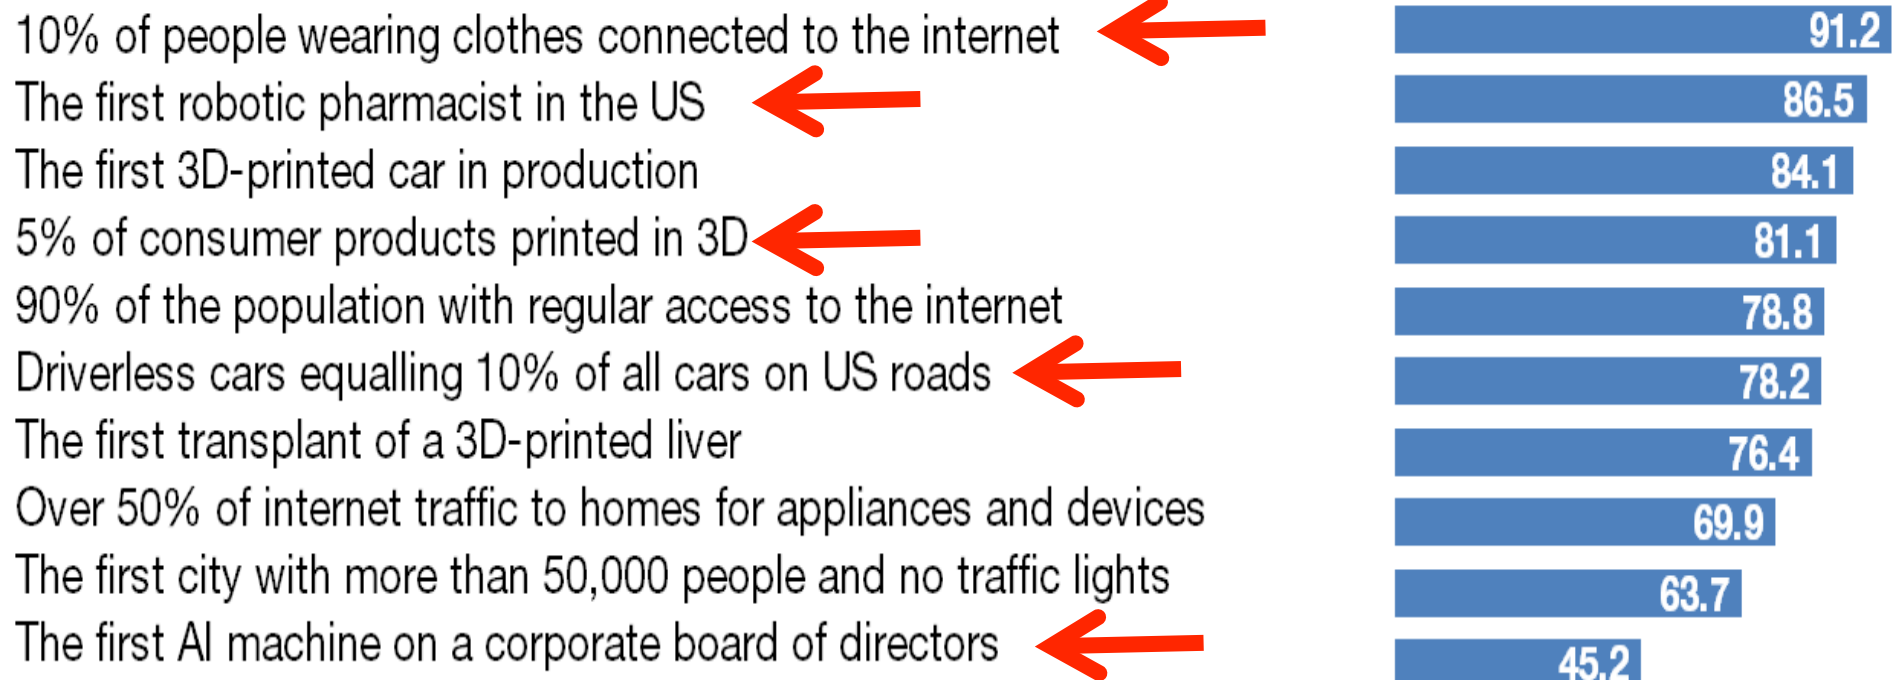 10% of people wearing clothes connected to the internet 91.2
The first robotic pharmacist in the US 86.5
The first 3D-printed car in production 84.1
5% of consumer products printed in 3D 81.1
90% of the population with regular access to the internet 78.8
Driverless cars equalling 10% of all cars on US roads 78.2
The first transplant of a 3D-printed liver 76.4
Over 50% of internet traffic to homes for appliances and devices 69.9
The first city with more than 50,000 people and no traffic lights 63.7
The first AI machine on a corporate board of directors 45.2